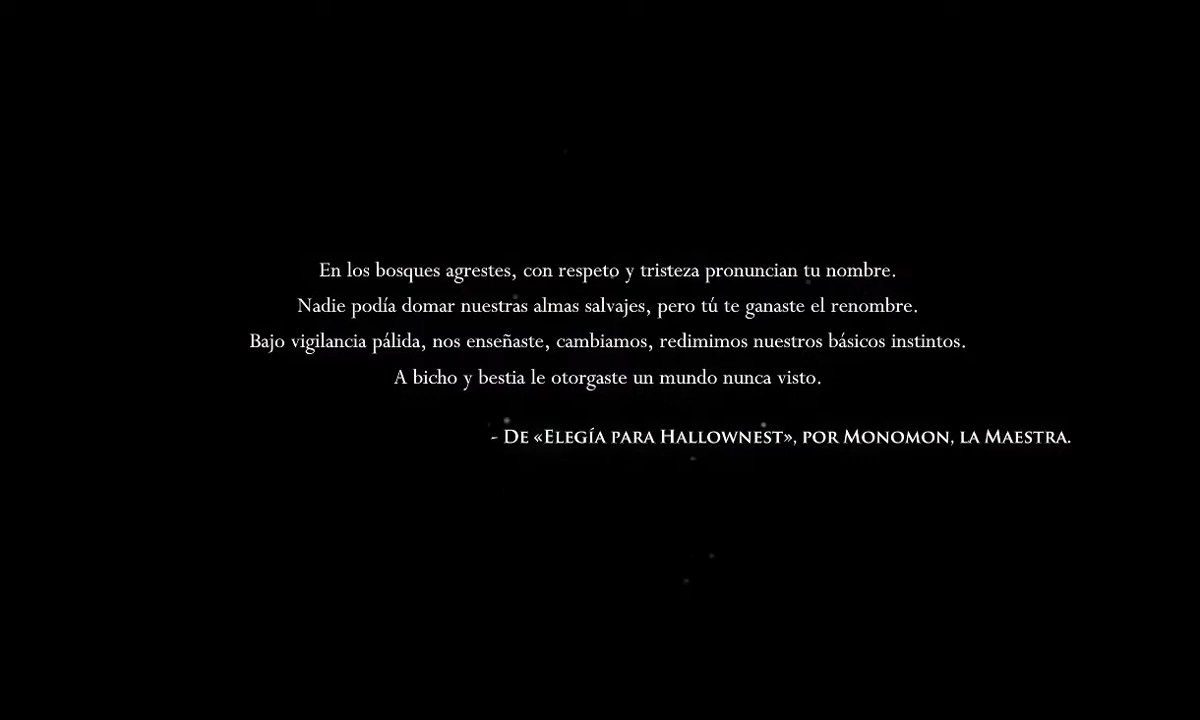 En los bosques agrestes, con respeto y tristeza pronuncian tu nombre.
Nadie podía domar nuestras almas salvajes, pero tú te ganaste el renombre.
Bajo vigilancia pálida, nos enseñaste, cambiamos, redimimos nuestros básicos instintos.
A bicho y bestia le otorgaste un mundo nunca visto.
- De «Elegía para Hallownest», por Monomon, la Maestra.